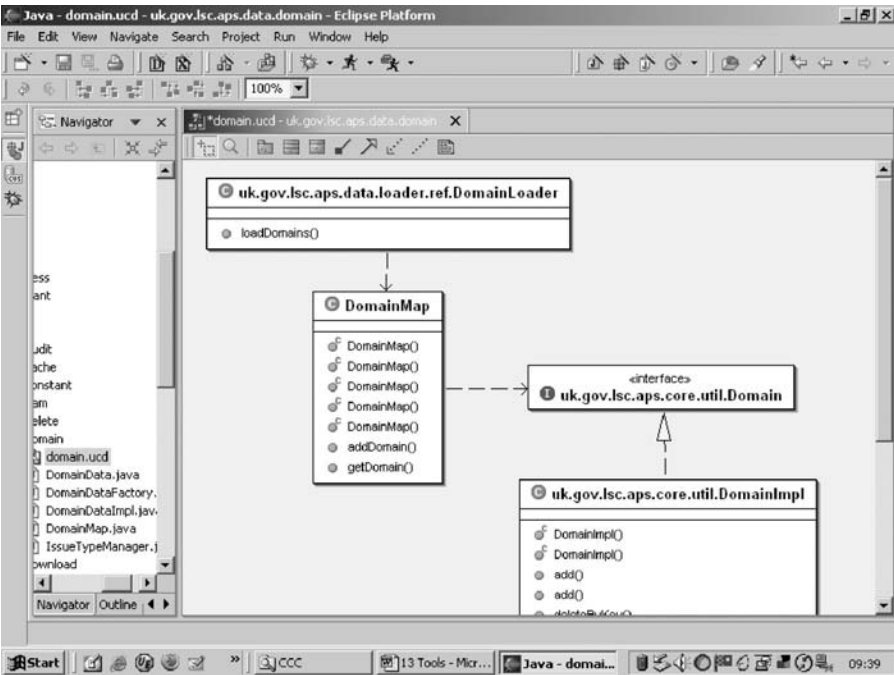 Java - domain.ucd - uk.gov.lsc.aps.data.domain - Eclipse Platform
File Edit View Navigate Search Project Run Window Help
100%
Navigator
*domain.ucd - uk.gov.lsc.aps.data.domain
uk.gov.lsc.aps.data.loader.ref.DomainLoader
loadDomains()
DomainMap
DomainMap()
DomainMap()
DomainMap()
DomainMap()
DomainMap()
addDomain()
getDomain()
«interface»
uk.gov.lsc.aps.core.util.Domain
uk.gov.lsc.aps.core.util.DomainImpl
DomainImpl()
DomainImpl()
add()
add()
ess
ant
udit
ache
onstant
am
elete
omain
domain.ucd
DomainData.java
DomainDataFactory.
DomainDataImpl.jav
DomainMap.java
IssueTypeManager.j
ownload
Navigator Outline
Start
» CCC
13 Tools - Micr...
Java - domai...
09:39